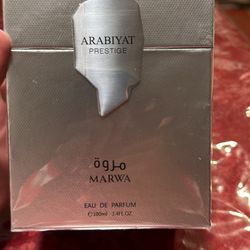 ARABIYAT
PRESTIGE
مروة
MARWA
EAU DE PARFUM
℮100ml 3.4FL.OZ